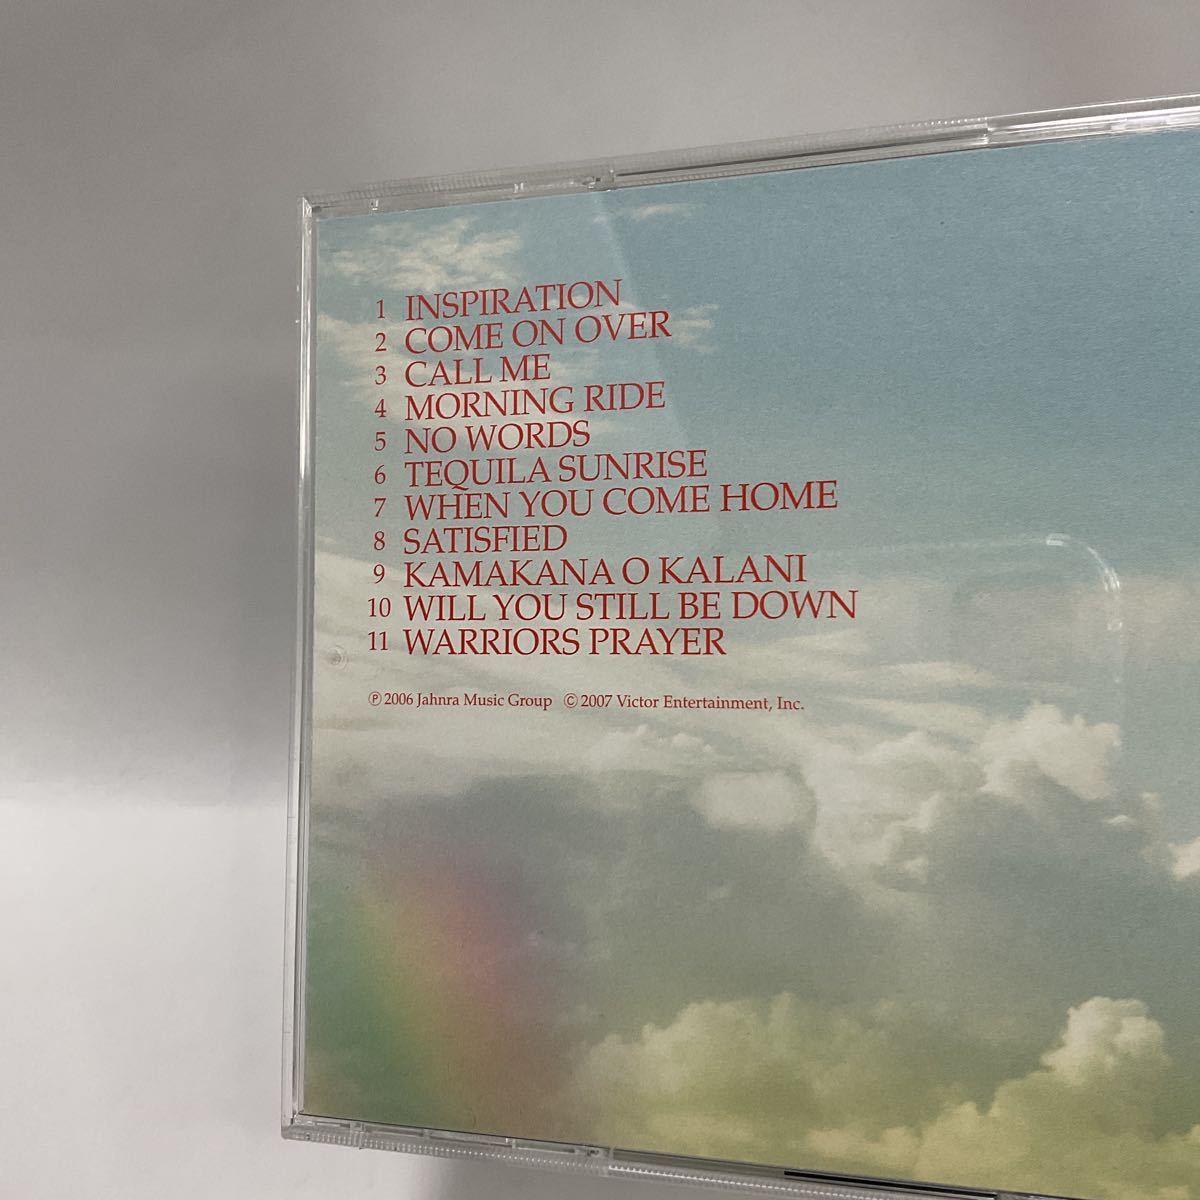 1 INSPIRATION
2 COME ON OVER
3 CALL ME
4 MORNING RIDE
5 NO WORDS
6 TEQUILA SUNRISE
7 WHEN YOU COME HOME
8 SATISFIED
9 KAMAKANA O KALANI
10 WILL YOU STILL BE DOWN
11 WARRIORS PRAYER
℗ 2006 Jahnra Music Group © 2007 Victor Entertainment, Inc.